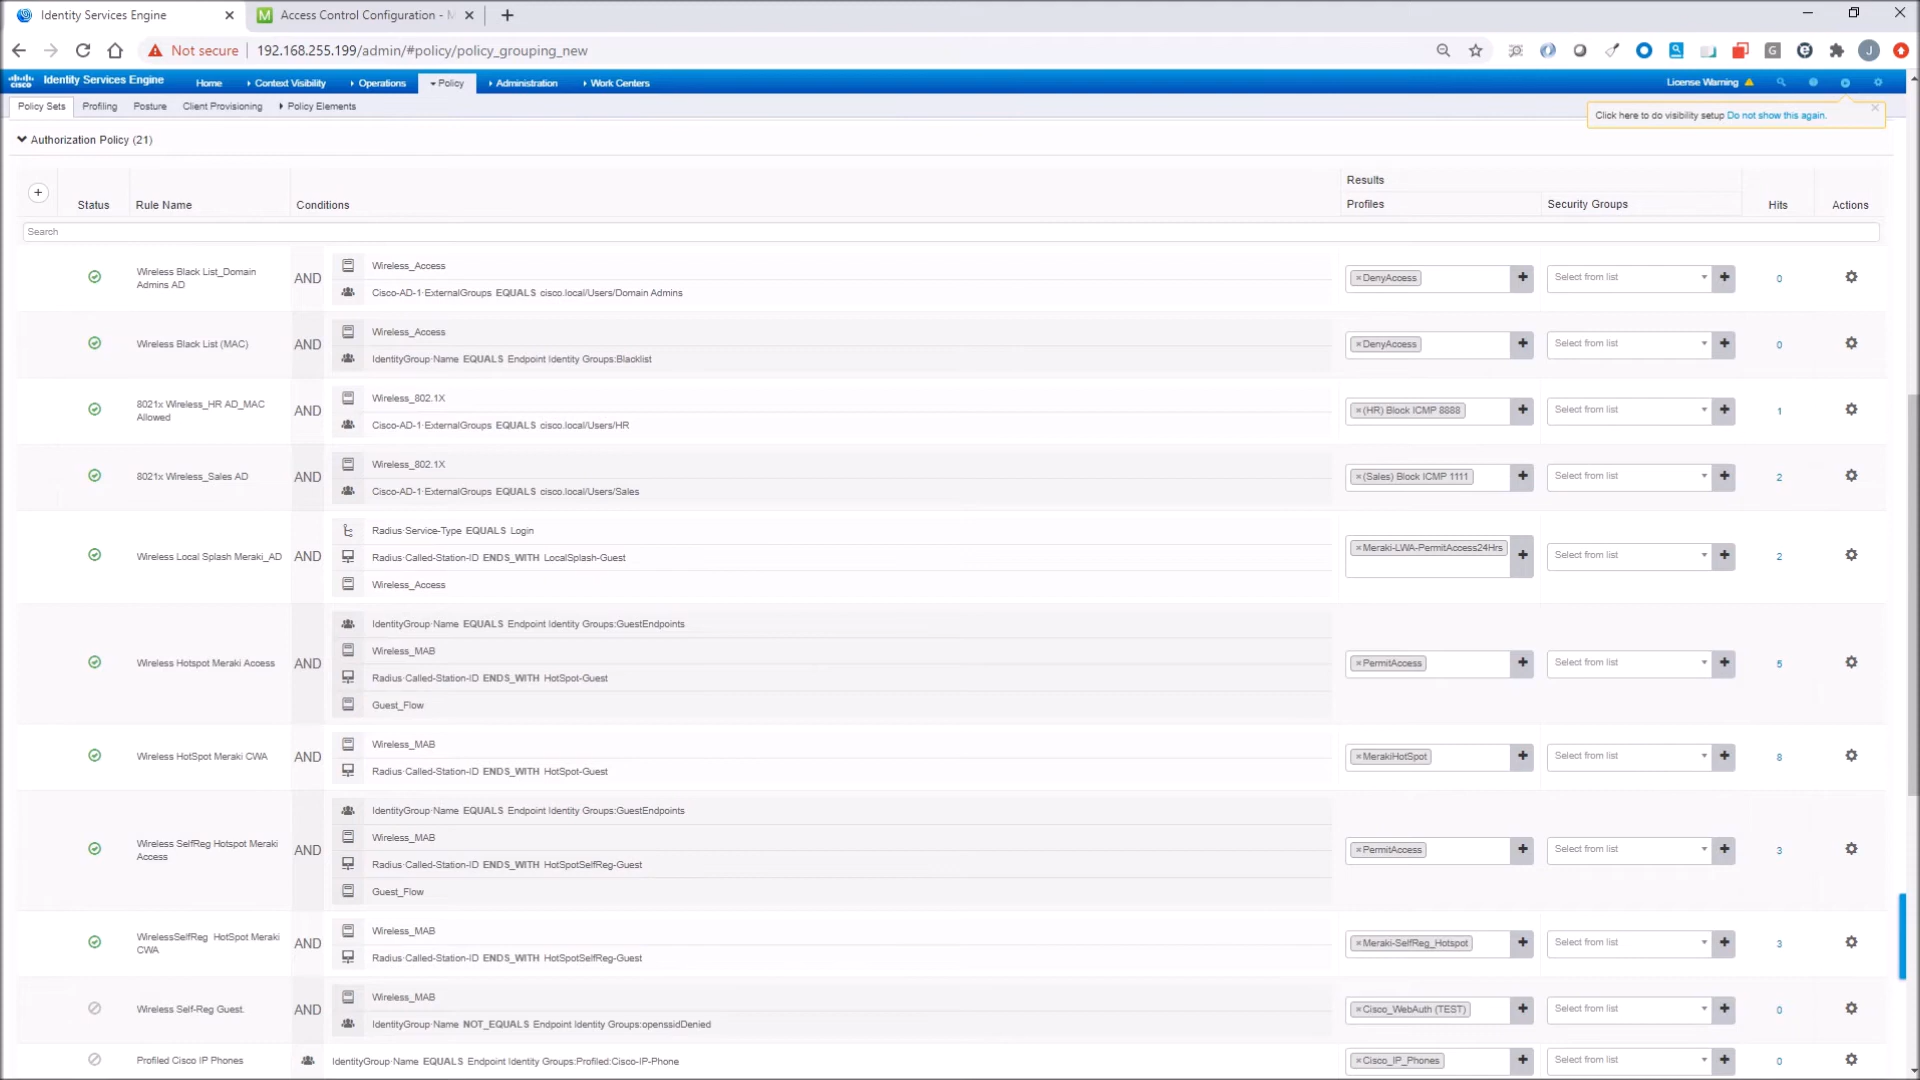 Identity Services Engine
Access Control Configuration - M
Not secure
192.168.255.199/admin/#policy/policy_grouping_new
cisco Identity Services Engine
Home
Context Visibility
Operations
Policy
Administration
Work Centers
License Warning
Policy Sets
Profiling
Posture
Client Provisioning
Policy Elements
Click here to do visibility setup Do not show this again.
Authorization Policy (21)
Results
Status
Rule Name
Conditions
Profiles
Security Groups
Hits
Actions
Search
Wireless Black List_Domain
Admins AD
AND
Wireless_Access
Cisco-AD-1·ExternalGroups EQUALS cisco.local/Users/Domain Admins
×DenyAccess
Select from list
0
Wireless Black List (MAC)
AND
Wireless_Access
IdentityGroup·Name EQUALS Endpoint Identity Groups:Blacklist
×DenyAccess
Select from list
0
8021x Wireless_HR AD_MAC
Allowed
AND
Wireless_802.1X
Cisco-AD-1·ExternalGroups EQUALS cisco.local/Users/HR
×(HR) Block ICMP 8888
Select from list
1
8021x Wireless_Sales AD
AND
Wireless_802.1X
Cisco-AD-1·ExternalGroups EQUALS cisco.local/Users/Sales
×(Sales) Block ICMP 1111
Select from list
2
Wireless Local Splash Meraki_AD
AND
Radius·Service-Type EQUALS Login
Radius·Called-Station-ID ENDS_WITH LocalSplash-Guest
Wireless_Access
×Meraki-LWA-PermitAccess24Hrs
Select from list
2
Wireless Hotspot Meraki Access
AND
IdentityGroup·Name EQUALS Endpoint Identity Groups:GuestEndpoints
Wireless_MAB
Radius·Called-Station-ID ENDS_WITH HotSpot-Guest
Guest_Flow
×PermitAccess
Select from list
5
Wireless HotSpot Meraki CWA
AND
Wireless_MAB
Radius·Called-Station-ID ENDS_WITH HotSpot-Guest
×MerakiHotSpot
Select from list
8
Wireless SelfReg Hotspot Meraki
Access
AND
IdentityGroup·Name EQUALS Endpoint Identity Groups:GuestEndpoints
Wireless_MAB
Radius·Called-Station-ID ENDS_WITH HotSpotSelfReg-Guest
Guest_Flow
×PermitAccess
Select from list
3
WirelessSelfReg HotSpot Meraki
CWA
AND
Wireless_MAB
Radius·Called-Station-ID ENDS_WITH HotSpotSelfReg-Guest
×Meraki-SelfReg_Hotspot
Select from list
3
Wireless Self-Reg Guest.
AND
Wireless_MAB
IdentityGroup·Name NOT_EQUALS Endpoint Identity Groups:openssidDenied
×Cisco_WebAuth (TEST)
Select from list
0
Profiled Cisco IP Phones
IdentityGroup·Name EQUALS Endpoint Identity Groups:Profiled:Cisco-IP-Phone
×Cisco_IP_Phones
Select from list
0